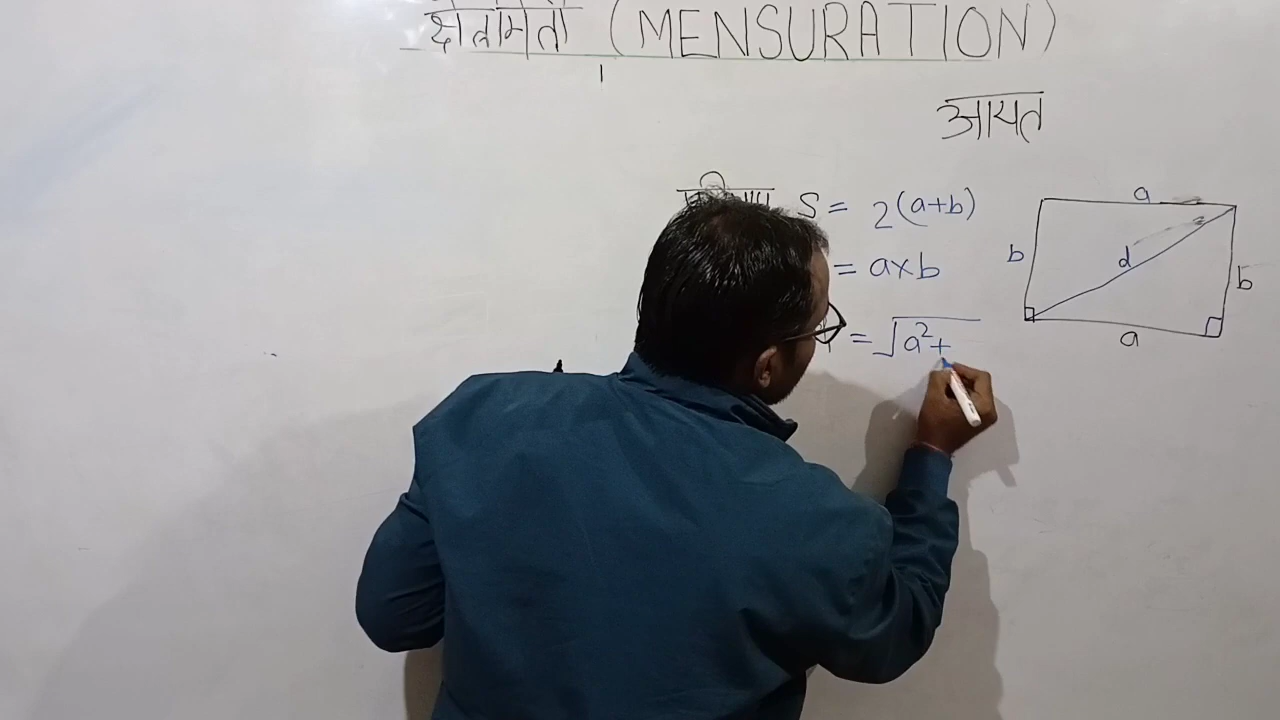 क्षेत्रमिती (MENSURATION)
आयत
S = 2(a+b)
= a×b
= √a²+
a
b
d
b
a